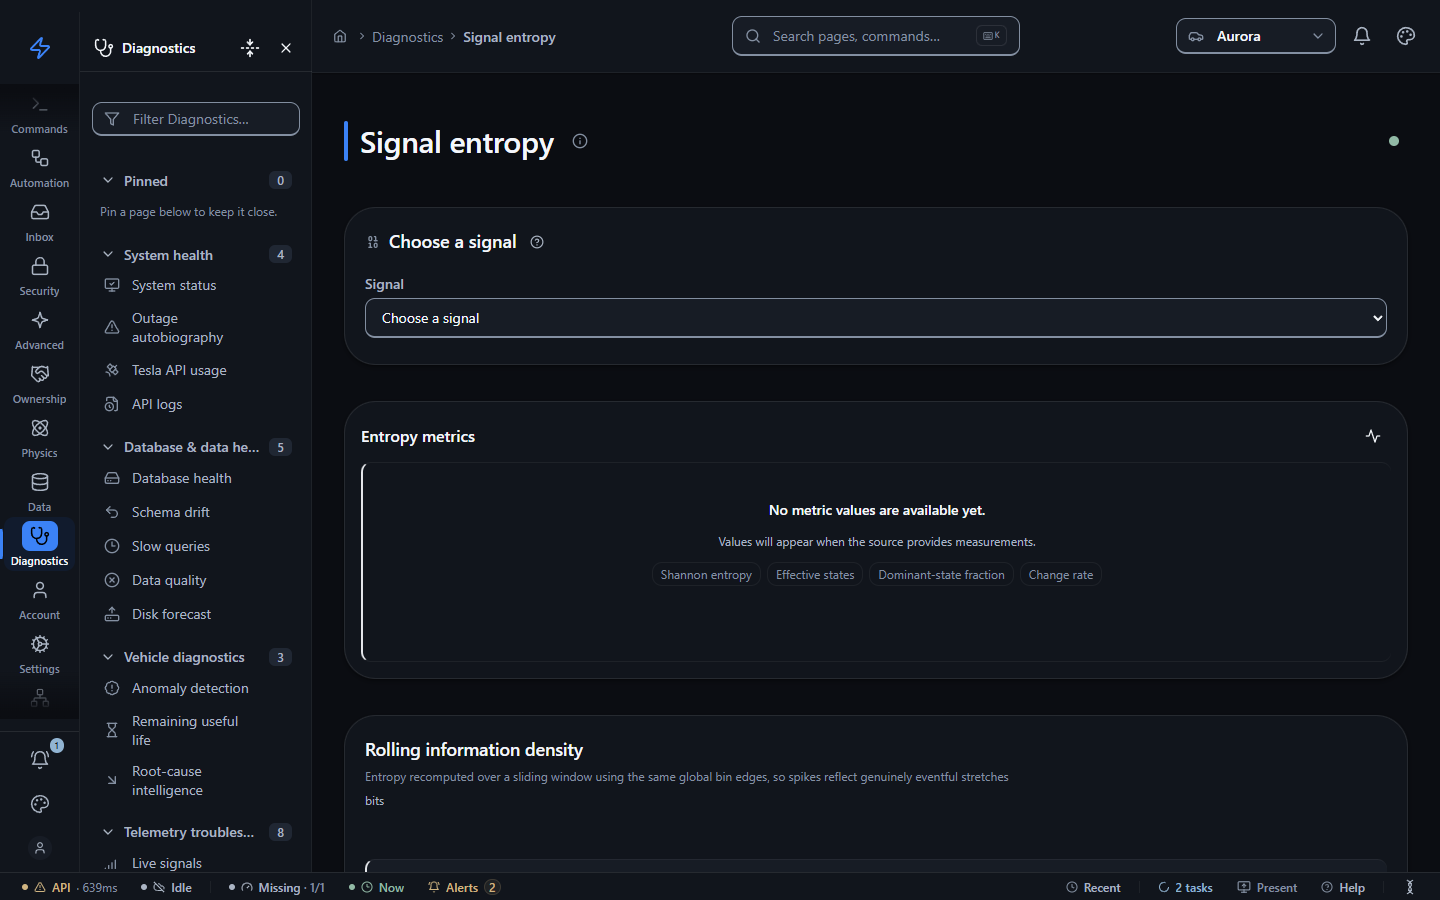 Diagnostics
Diagnostics
Signal entropy
Search pages, commands...
K
Aurora
Commands
Automation
Inbox
Security
Advanced
Ownership
Physics
Data
Diagnostics
Account
Settings
1
Filter Diagnostics...
Pinned 0
Pin a page below to keep it close.
System health 4
System status
Outage
autobiography
Tesla API usage
API logs
Database & data he... 5
Database health
Schema drift
Slow queries
Data quality
Disk forecast
Vehicle diagnostics 3
Anomaly detection
Remaining useful
life
Root-cause
intelligence
Telemetry troubles... 8
Live signals
Signal entropy
Choose a signal
Signal
Choose a signal
Entropy metrics
No metric values are available yet.
Values will appear when the source provides measurements.
Shannon entropy
Effective states
Dominant-state fraction
Change rate
Rolling information density
Entropy recomputed over a sliding window using the same global bin edges, so spikes reflect genuinely eventful stretches
bits
API · 639ms
Idle
Missing · 1/1
Now
Alerts 2
Recent
2 tasks
Present
Help